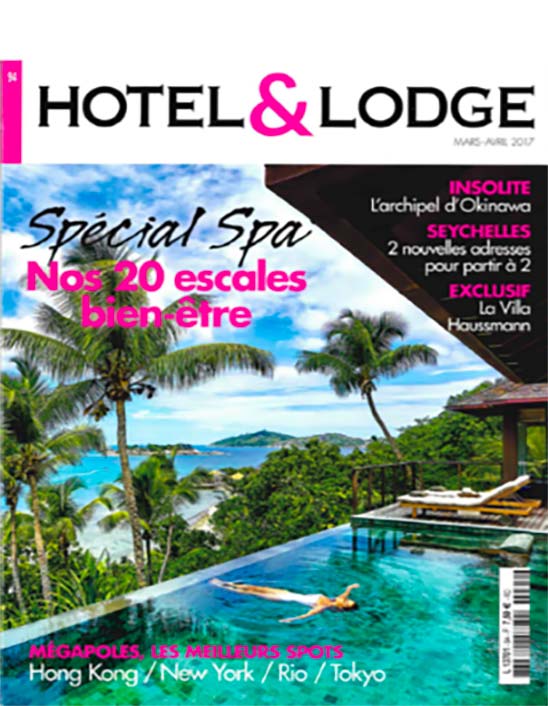 94
HOTEL & LODGE
MARS-AVRIL 2017
Spécial Spa
Nos 20 escales
bien-être
INSOLITE
L'archipel d'Okinawa
SEYCHELLES
2 nouvelles adresses
pour partir à 2
EXCLUSIF
La Villa
Haussmann
MÉGAPOLES, LES MEILLEURS SPOTS
Hong Kong / New York / Rio / Tokyo